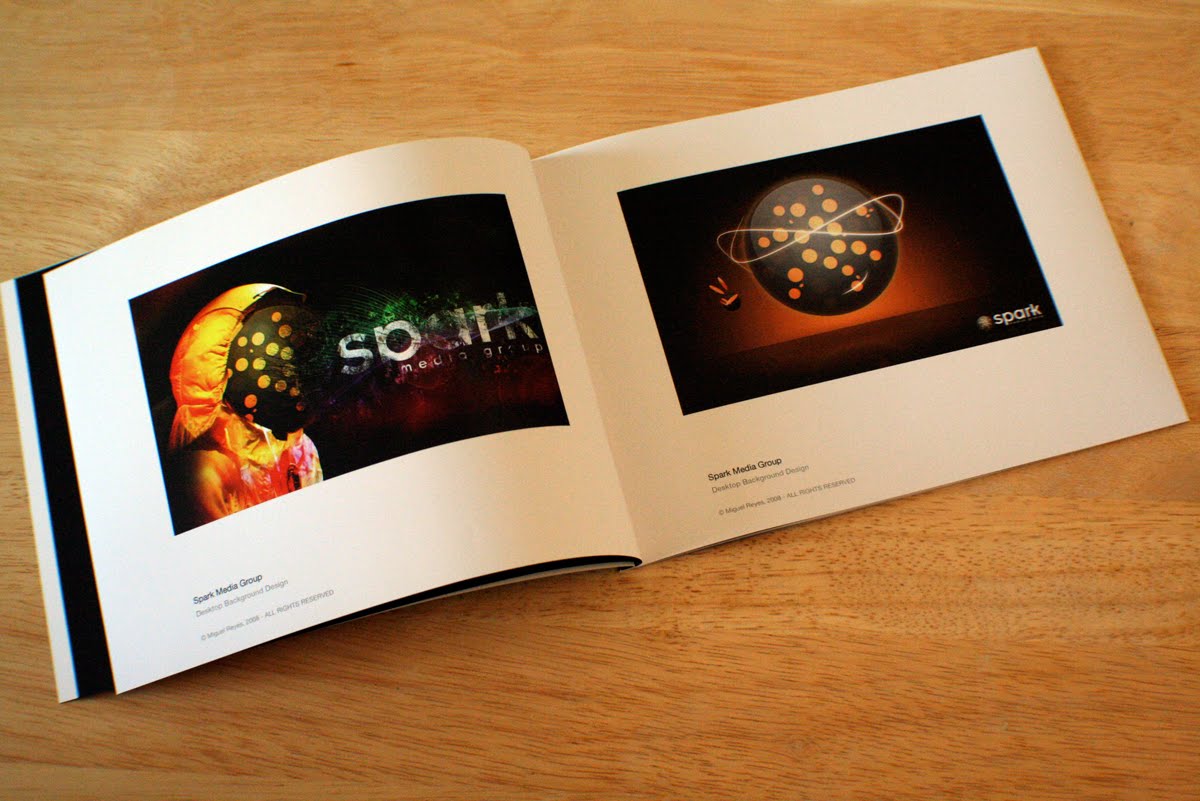 spark
media group
Spark Media Group
Desktop Background Design
© Miguel Reyes, 2008 - ALL RIGHTS RESERVED
spark
Spark Media Group
Desktop Background Design
© Miguel Reyes, 2008 - ALL RIGHTS RESERVED